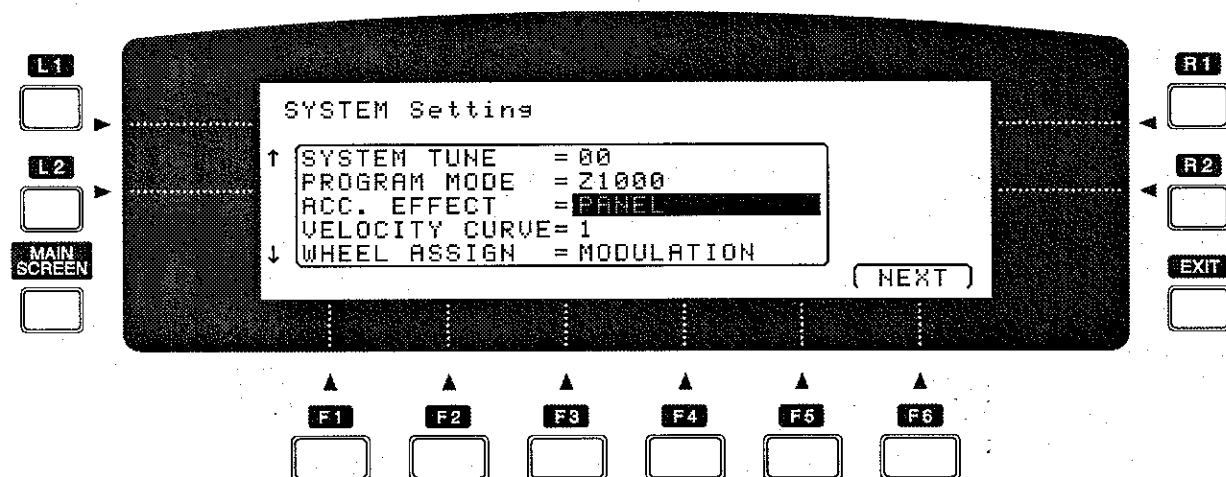 L1
R1
SYSTEM Setting
↑ SYSTEM TUNE = 00
L2
R2
PROGRAM MODE = Z1000
ACC. EFFECT = PANEL
VELOCITY CURVE= 1
↓ WHEEL ASSIGN = MODULATION
MAIN
SCREEN
EXIT
NEXT
F1 F2 F3 F4 F5 F6